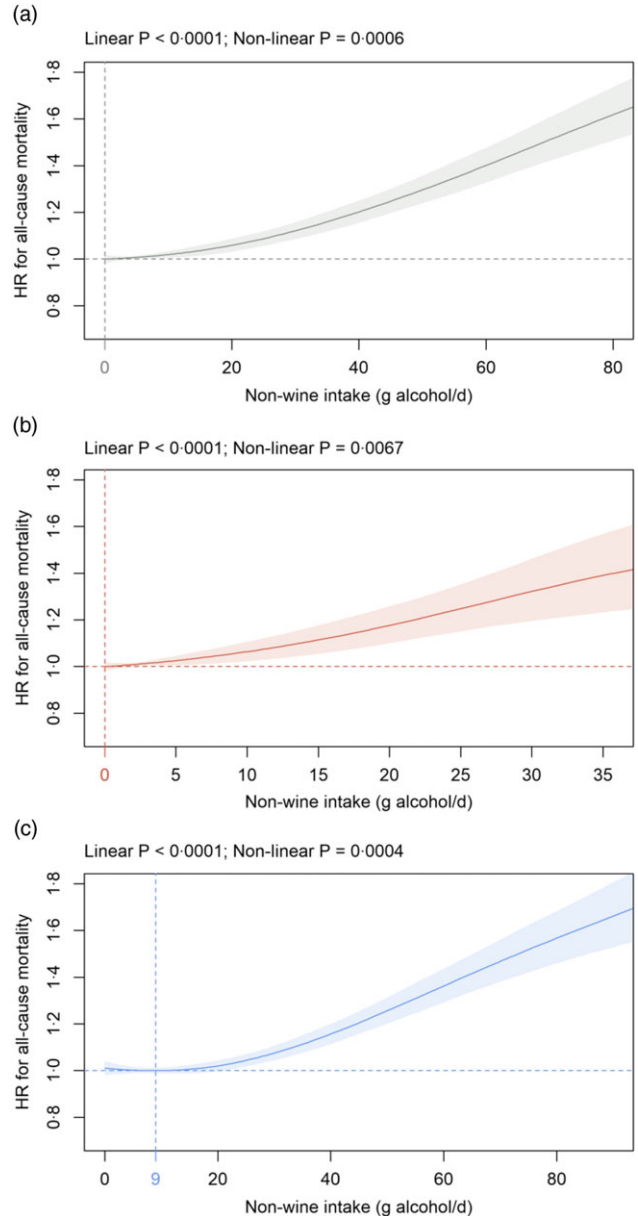 (a)
Linear P < 0·0001; Non-linear P = 0·0006
HR for all-cause mortality
1·8
1·6
1·4
1·2
1·0
0·8
0 20 40 60 80
Non-wine intake (g alcohol/d)
(b)
Linear P < 0·0001; Non-linear P = 0·0067
HR for all-cause mortality
1·8
1·6
1·4
1·2
1·0
0·8
0 5 10 15 20 25 30 35
Non-wine intake (g alcohol/d)
(c)
Linear P < 0·0001; Non-linear P = 0·0004
HR for all-cause mortality
1·8
1·6
1·4
1·2
1·0
0·8
0 9 20 40 60 80
Non-wine intake (g alcohol/d)